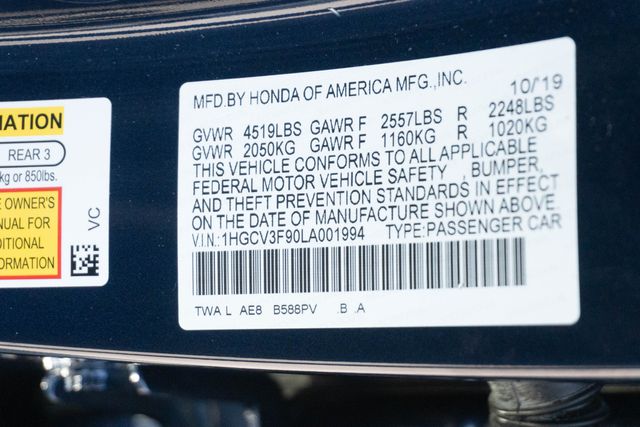 MATION
REAR 3
kg or 850lbs.
OWNER'S
NUAL FOR
DITIONAL
FORMATION
VC
MFD.BY HONDA OF AMERICA MFG.,INC. 10/'19
GVWR 4519LBS GAWR F 2557LBS R 2248LBS
GVWR 2050KG GAWR F 1160KG R 1020KG
THIS VEHICLE CONFORMS TO ALL APPLICABLE
FEDERAL MOTOR VEHICLE SAFETY , BUMPER,
AND THEFT PREVENTION STANDARDS IN EFFECT
ON THE DATE OF MANUFACTURE SHOWN ABOVE.
V.I.N:1HGCV3F90LA001994 TYPE:PASSENGER CAR
TWA L AE8 B588PV .B .A